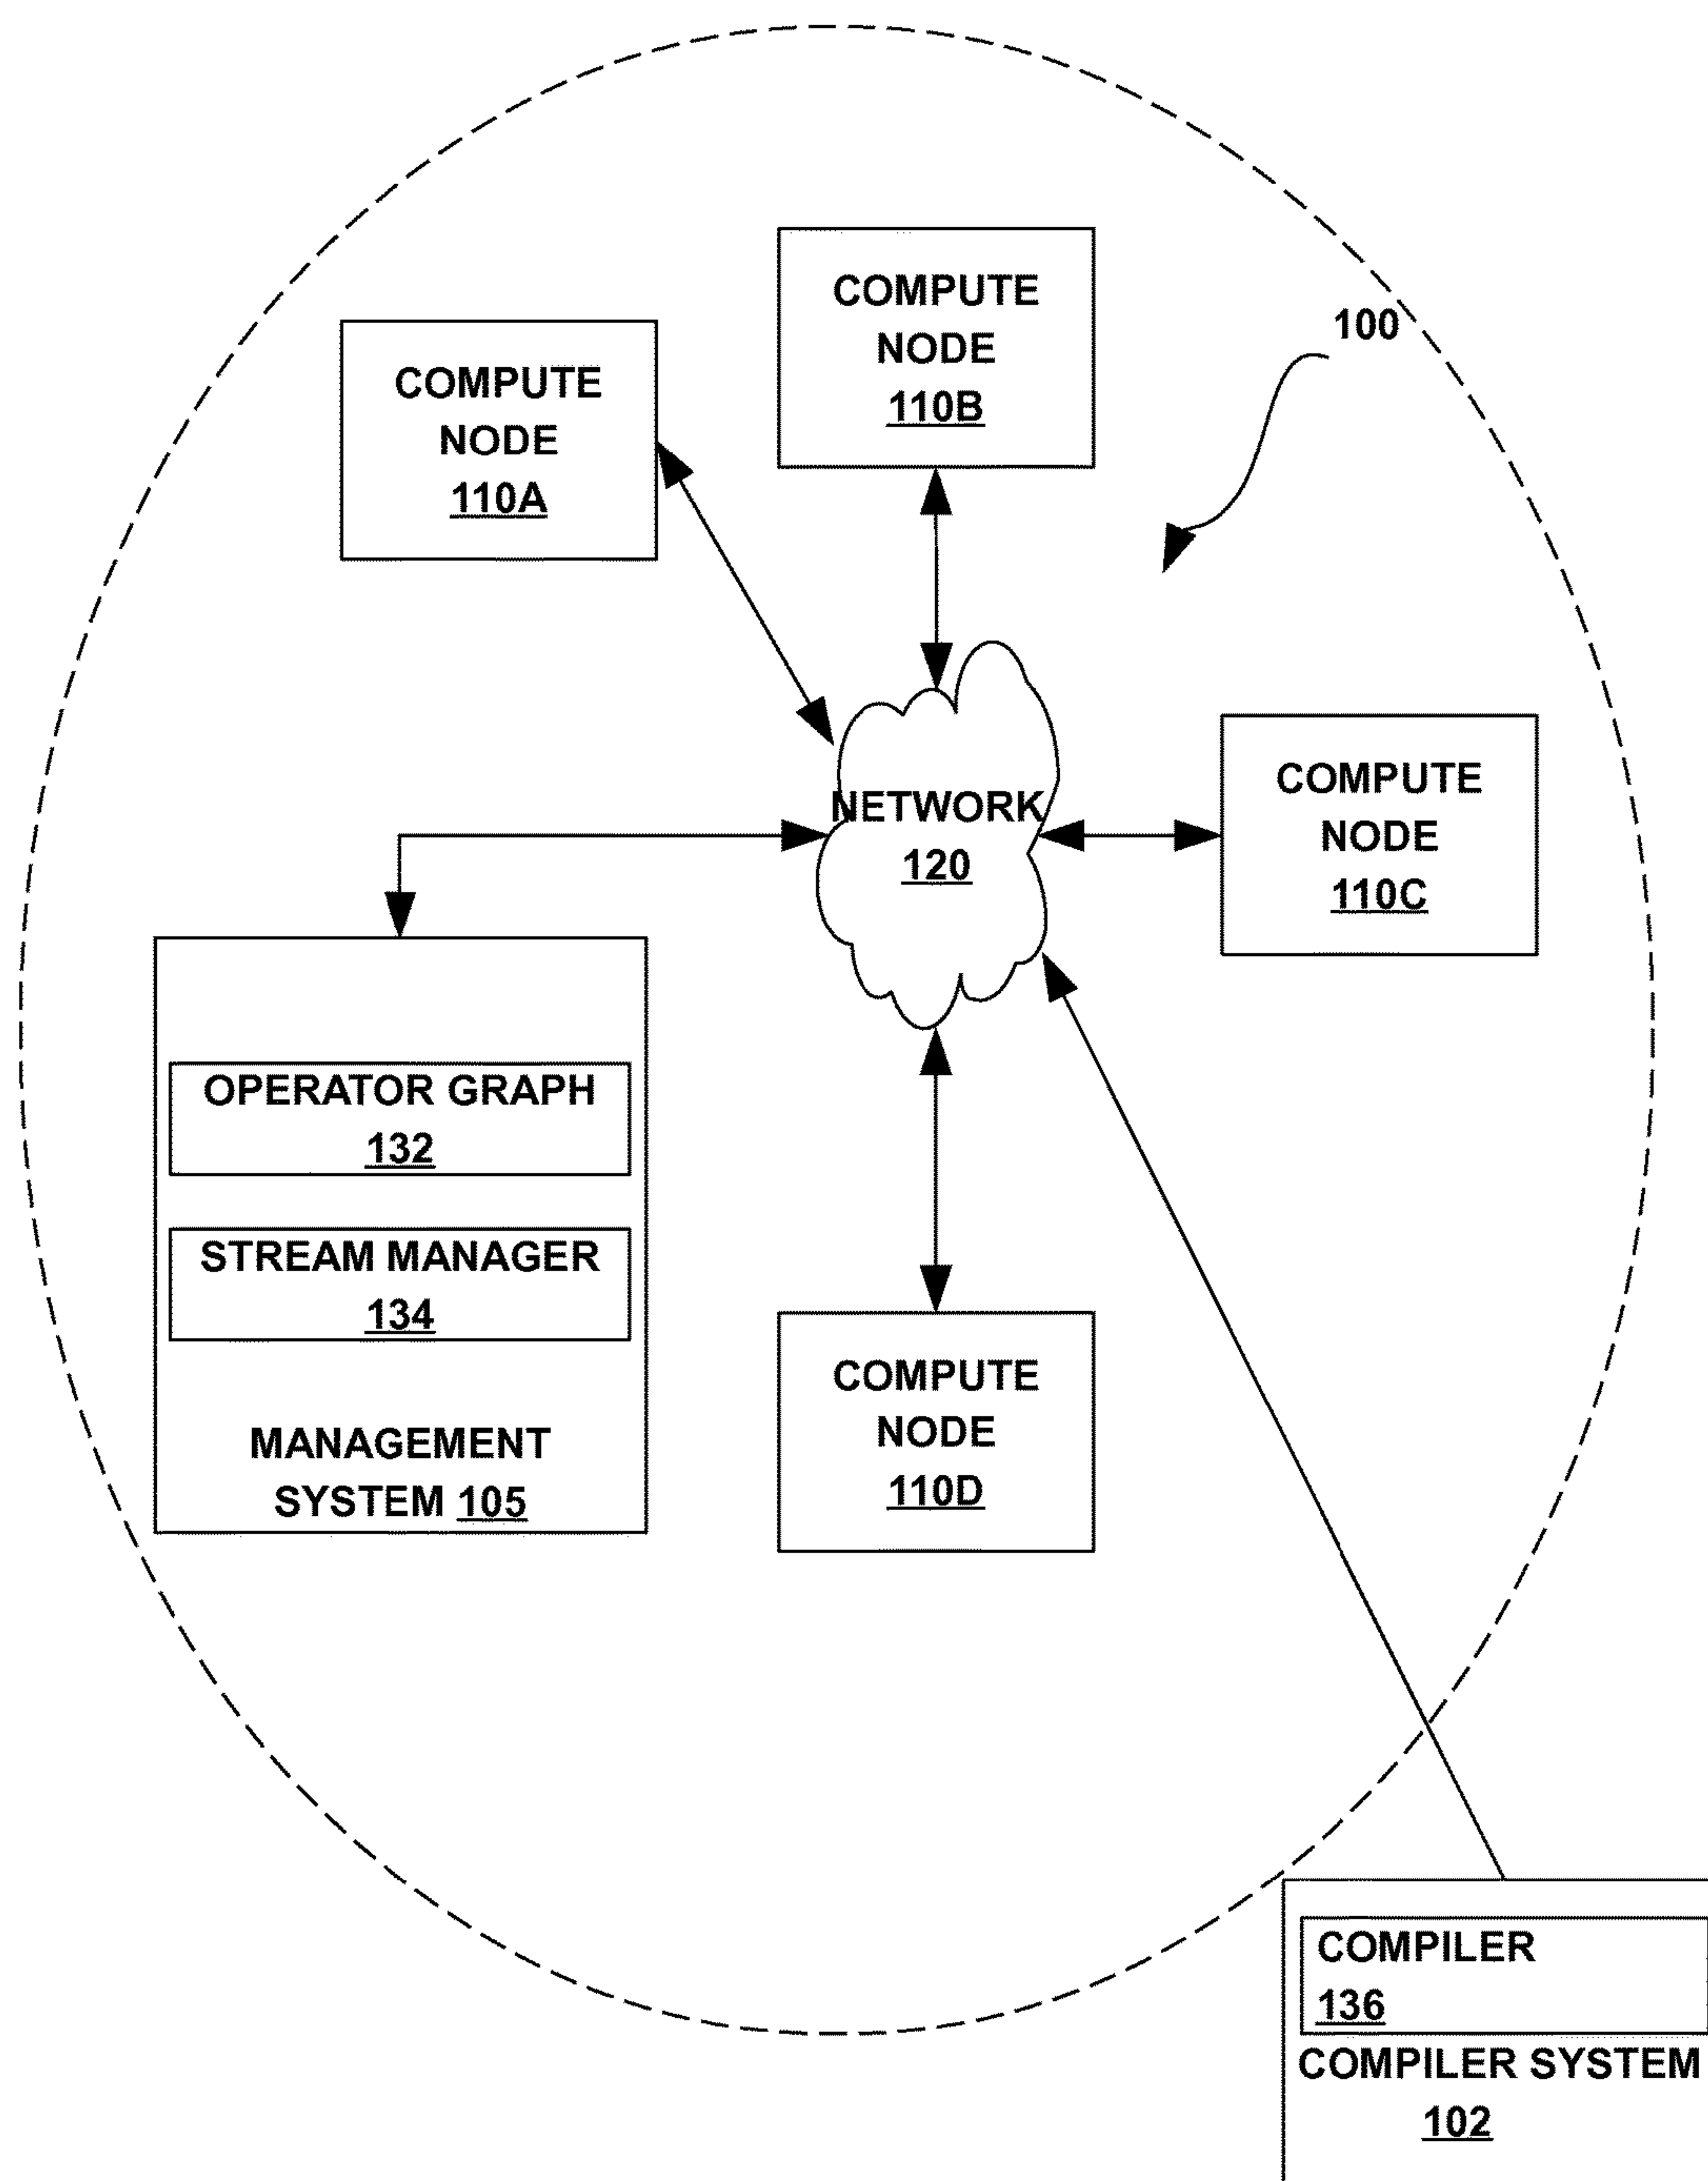 COMPUTE
NODE
110B
100
COMPUTE
NODE
110A
NETWORK
120
COMPUTE
NODE
110C
OPERATOR GRAPH
132
STREAM MANAGER
134
MANAGEMENT
SYSTEM 105
COMPUTE
NODE
110D
COMPILER
136
COMPILER SYSTEM
102